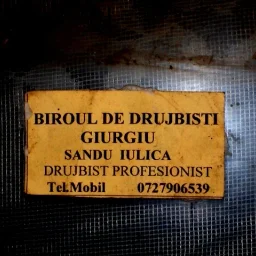 BIROUL DE DRUJBISTI
GIURGIU
SANDU IULICA
DRUJBIST PROFESIONIST
Tel.Mobil 0727906539